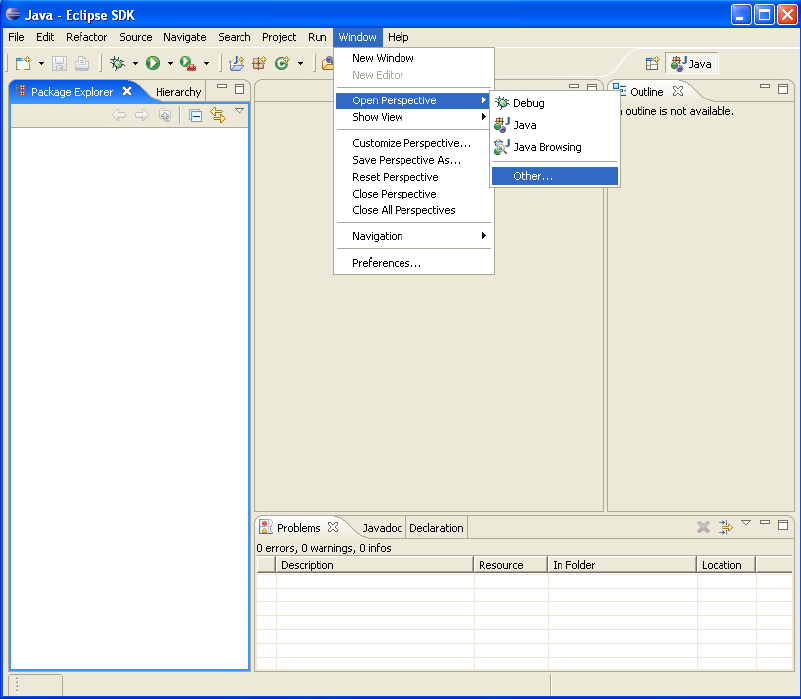 Java - Eclipse SDK
File Edit Refactor Source Navigate Search Project Run Window Help
Java
New Window
New Editor
Open Perspective
Show View
Customize Perspective...
Save Perspective As...
Reset Perspective
Close Perspective
Close All Perspectives
Navigation
Preferences...
Debug
Java
Java Browsing
Other...
Package Explorer Hierarchy
Outline
outline is not available.
Problems Javadoc Declaration
0 errors, 0 warnings, 0 infos
Description Resource In Folder Location